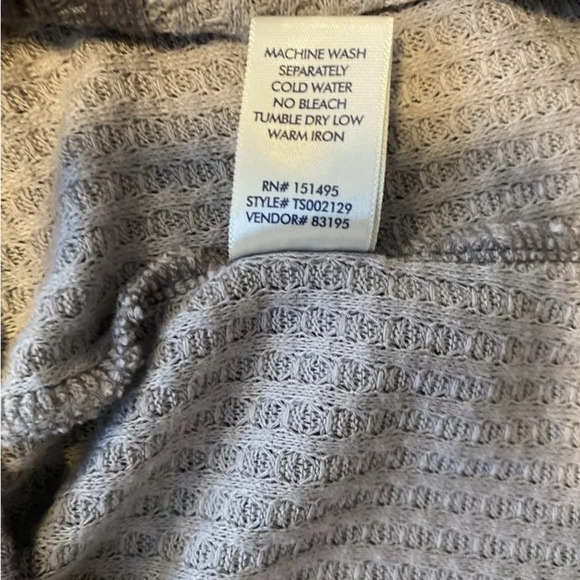 MACHINE WASH
SEPARATELY
COLD WATER
NO BLEACH
TUMBLE DRY LOW
WARM IRON
RN# 151495
STYLE# TS002129
VENDOR# 83195